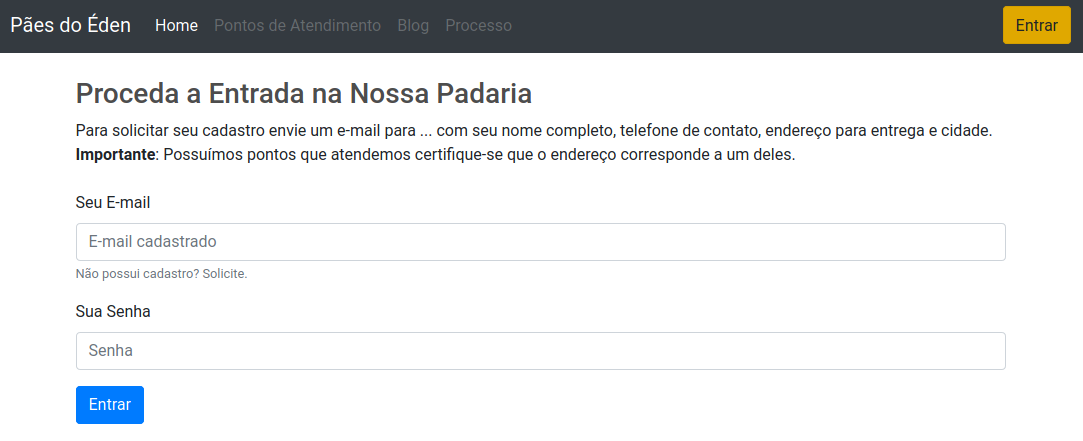 Pães do Éden Home Pontos de Atendimento Blog Processo Entrar
Proceda a Entrada na Nossa Padaria
Para solicitar seu cadastro envie um e-mail para ... com seu nome completo, telefone de contato, endereço para entrega e cidade.
Importante: Possuímos pontos que atendemos certifique-se que o endereço corresponde a um deles.
Seu E-mail
E-mail cadastrado
Não possui cadastro? Solicite.
Sua Senha
Senha
Entrar